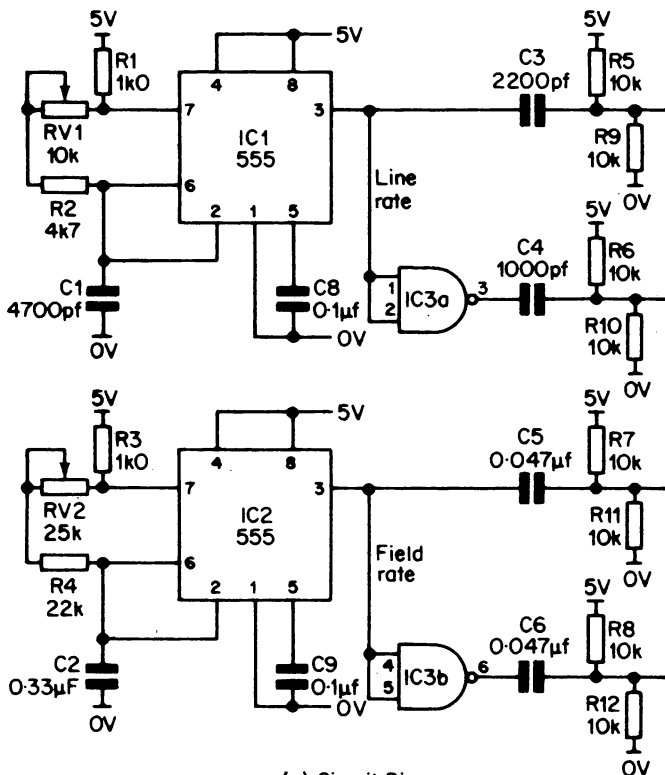 5V
R1
1k0
RV1
10k
R2
4k7
C1
4700pf
0V
4
8
5V
7
3
IC1
555
6
2
1
5
C8
0·1µf
0V
Line
rate
1
2
IC3a
3
C3
2200pf
5V
R5
10k
R9
10k
0V
C4
1000pf
5V
R6
10k
R10
10k
0V
5V
R3
1k0
RV2
25k
R4
22k
C2
0·33µF
0V
4
8
5V
7
3
IC2
555
6
2
1
5
C9
0·1µf
0V
Field
rate
4
5
IC3b
6
C5
0·047µf
5V
R7
10k
R11
10k
0V
C6
0·047µf
5V
R8
10k
R12
10k
0V